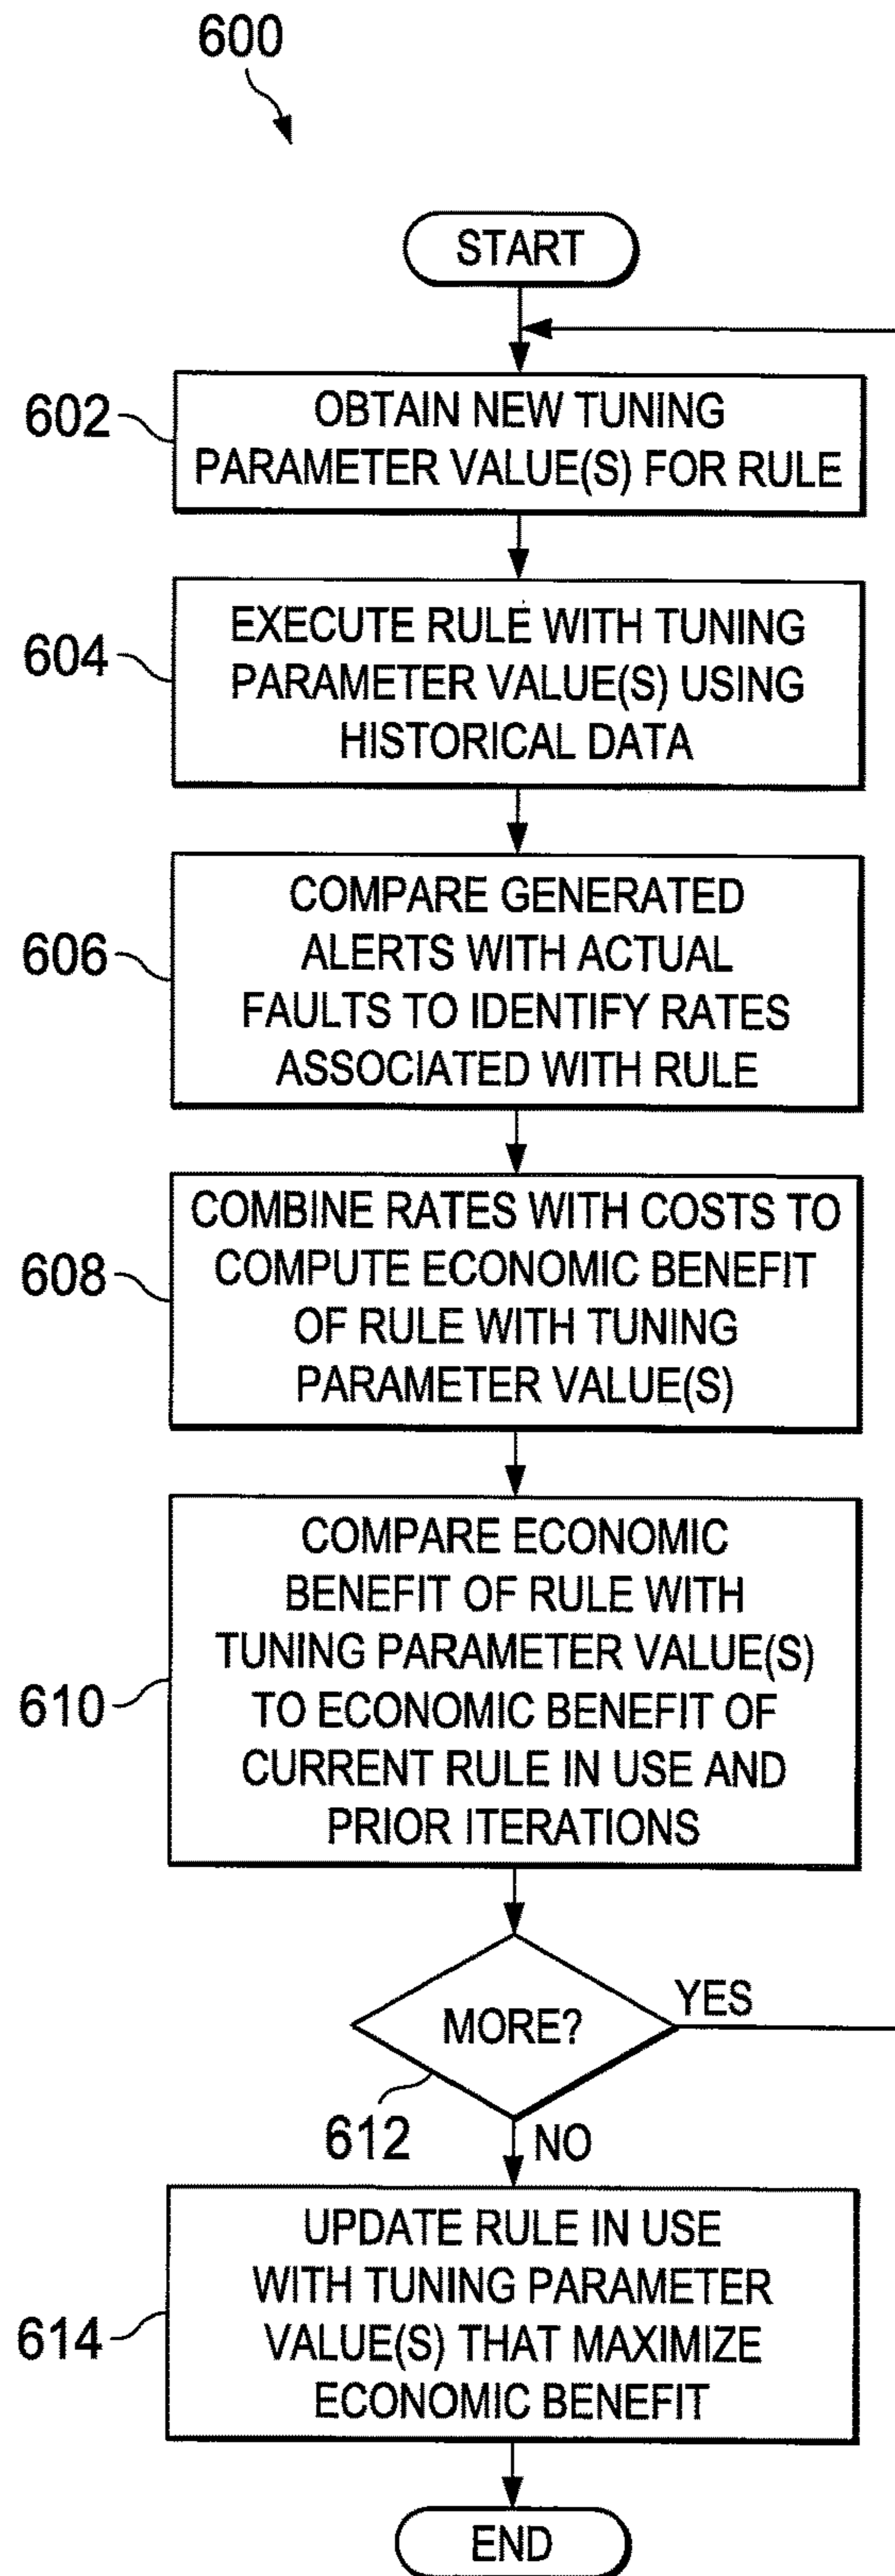 600
START
602
OBTAIN NEW TUNING
PARAMETER VALUE(S) FOR RULE
604
EXECUTE RULE WITH TUNING
PARAMETER VALUE(S) USING
HISTORICAL DATA
606
COMPARE GENERATED
ALERTS WITH ACTUAL
FAULTS TO IDENTIFY RATES
ASSOCIATED WITH RULE
608
COMBINE RATES WITH COSTS TO
COMPUTE ECONOMIC BENEFIT
OF RULE WITH TUNING
PARAMETER VALUE(S)
610
COMPARE ECONOMIC
BENEFIT OF RULE WITH
TUNING PARAMETER VALUE(S)
TO ECONOMIC BENEFIT OF
CURRENT RULE IN USE AND
PRIOR ITERATIONS
MORE?
YES
612
NO
614
UPDATE RULE IN USE
WITH TUNING PARAMETER
VALUE(S) THAT MAXIMIZE
ECONOMIC BENEFIT
END